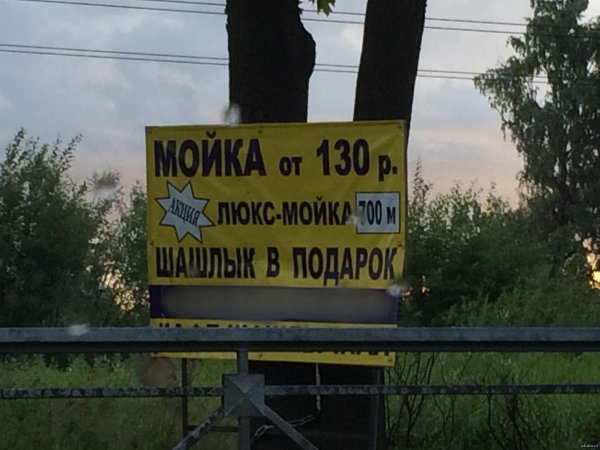 МОЙКА от 130 р.
АКЦИЯ ЛЮКС-МОЙКА 700 м
ШАШЛЫК В ПОДАРОК